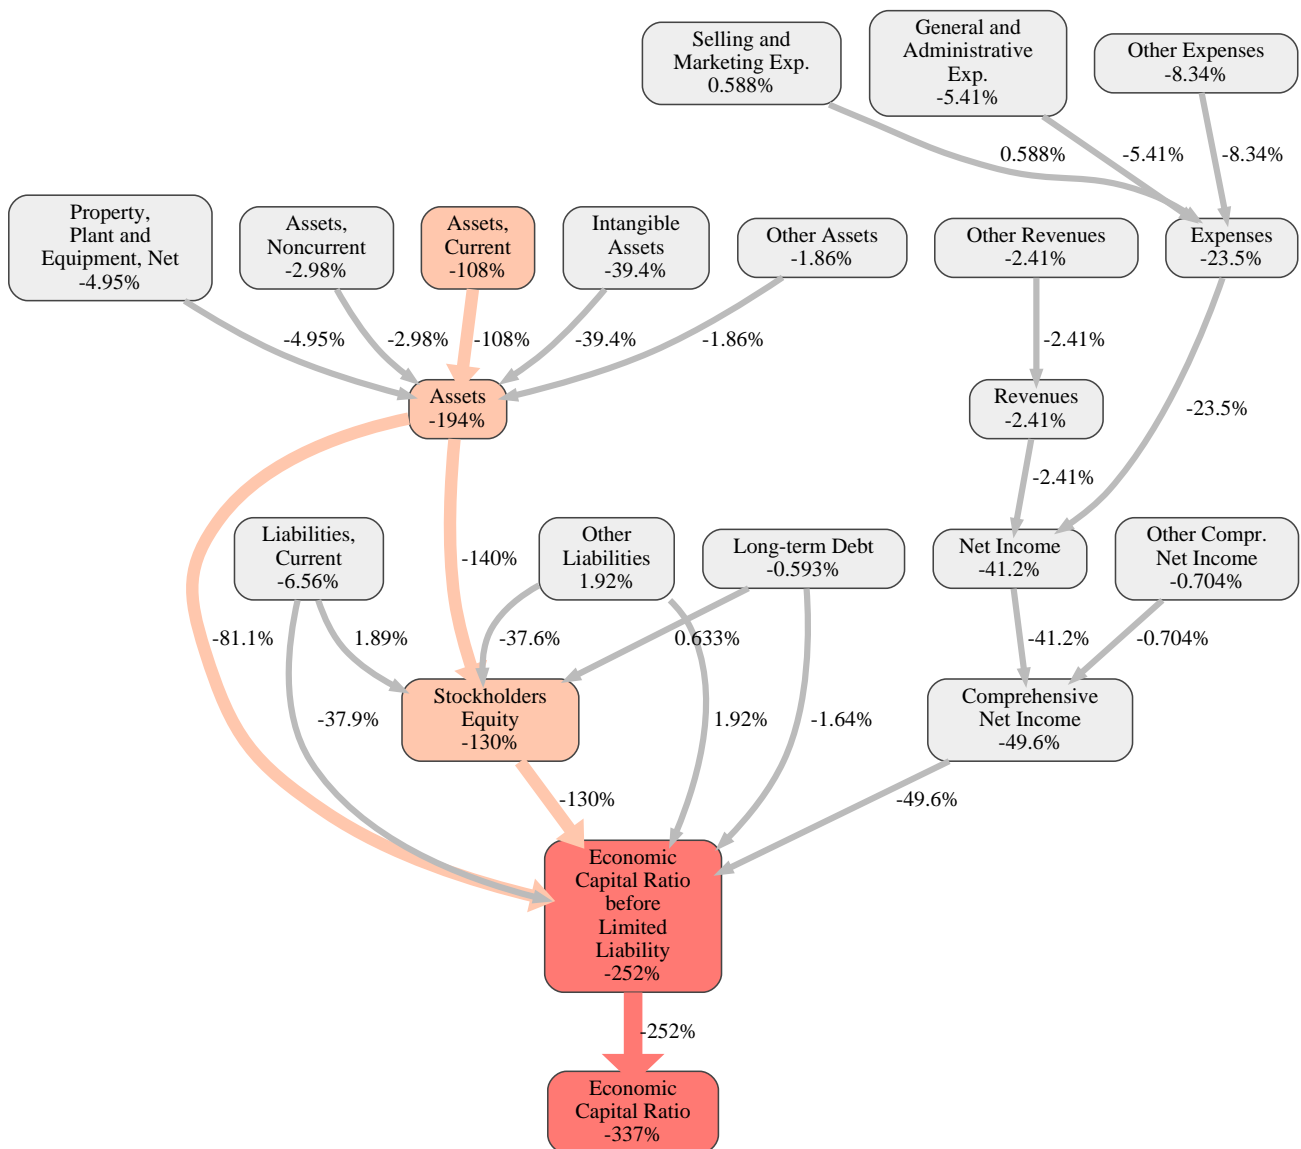 Selling and
Marketing Exp.
0.588%
General and
Administrative
Exp.
-5.41%
Other Expenses
-8.34%
0.588%
-5.41%
-8.34%
Property,
Plant and
Equipment, Net
-4.95%
Assets,
Noncurrent
-2.98%
Assets,
Current
-108%
Intangible
Assets
-39.4%
Other Assets
-1.86%
Other Revenues
-2.41%
Expenses
-23.5%
-4.95%
-2.98%
-108%
-39.4%
-1.86%
-2.41%
Assets
-194%
Revenues
-2.41%
-23.5%
-2.41%
Liabilities,
Current
-6.56%
Other
Liabilities
1.92%
Long-term Debt
-0.593%
Net Income
-41.2%
Other Compr.
Net Income
-0.704%
-140%
-81.1%
1.89%
-37.6%
0.633%
-41.2%
-0.704%
Stockholders
Equity
-130%
Comprehensive
Net Income
-49.6%
-37.9%
1.92%
-1.64%
-130%
-49.6%
Economic
Capital Ratio
before
Limited
Liability
-252%
-252%
Economic
Capital Ratio
-337%